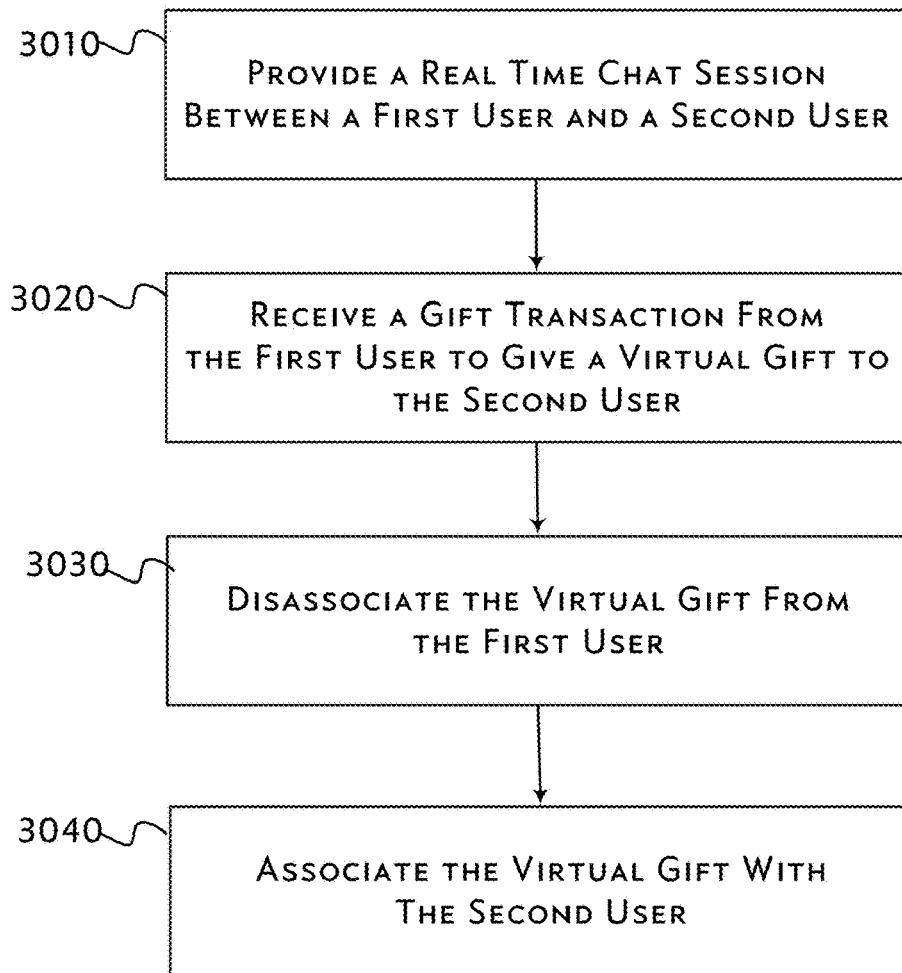 3010
Provide a Real Time Chat Session
Between a First User and a Second User
3020
Receive a Gift Transaction From
the First User to Give a Virtual Gift to
the Second User
3030
Disassociate the Virtual Gift From
the First User
3040
Associate the Virtual Gift With
The Second User